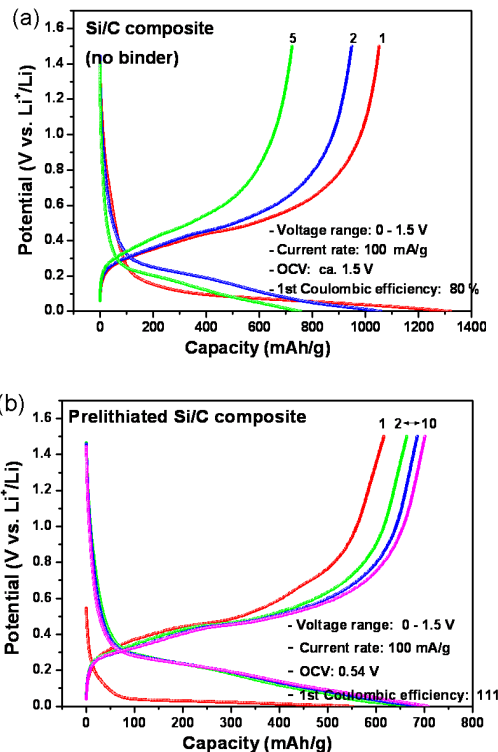 (a)
Si/C composite
(no binder)
5 2 1
1.6
1.4
1.2
1.0
0.8
0.6
0.4
0.2
0.0
Potential (V vs. Li⁺/Li)
- Voltage range: 0 - 1.5 V
- Current rate: 100 mA/g
- OCV: ca. 1.5 V
- 1st Coulombic efficiency: 80 %
0 200 400 600 800 1000 1200 1400
Capacity (mAh/g)
(b)
Prelithiated Si/C composite
1 2↔10
1.6
1.4
1.2
1.0
0.8
0.6
0.4
0.2
0.0
Potential (V vs. Li⁺/Li)
- Voltage range: 0 - 1.5 V
- Current rate: 100 mA/g
- OCV: 0.54 V
- 1st Coulombic efficiency: 111
0 100 200 300 400 500 600 700 800
Capacity (mAh/g)